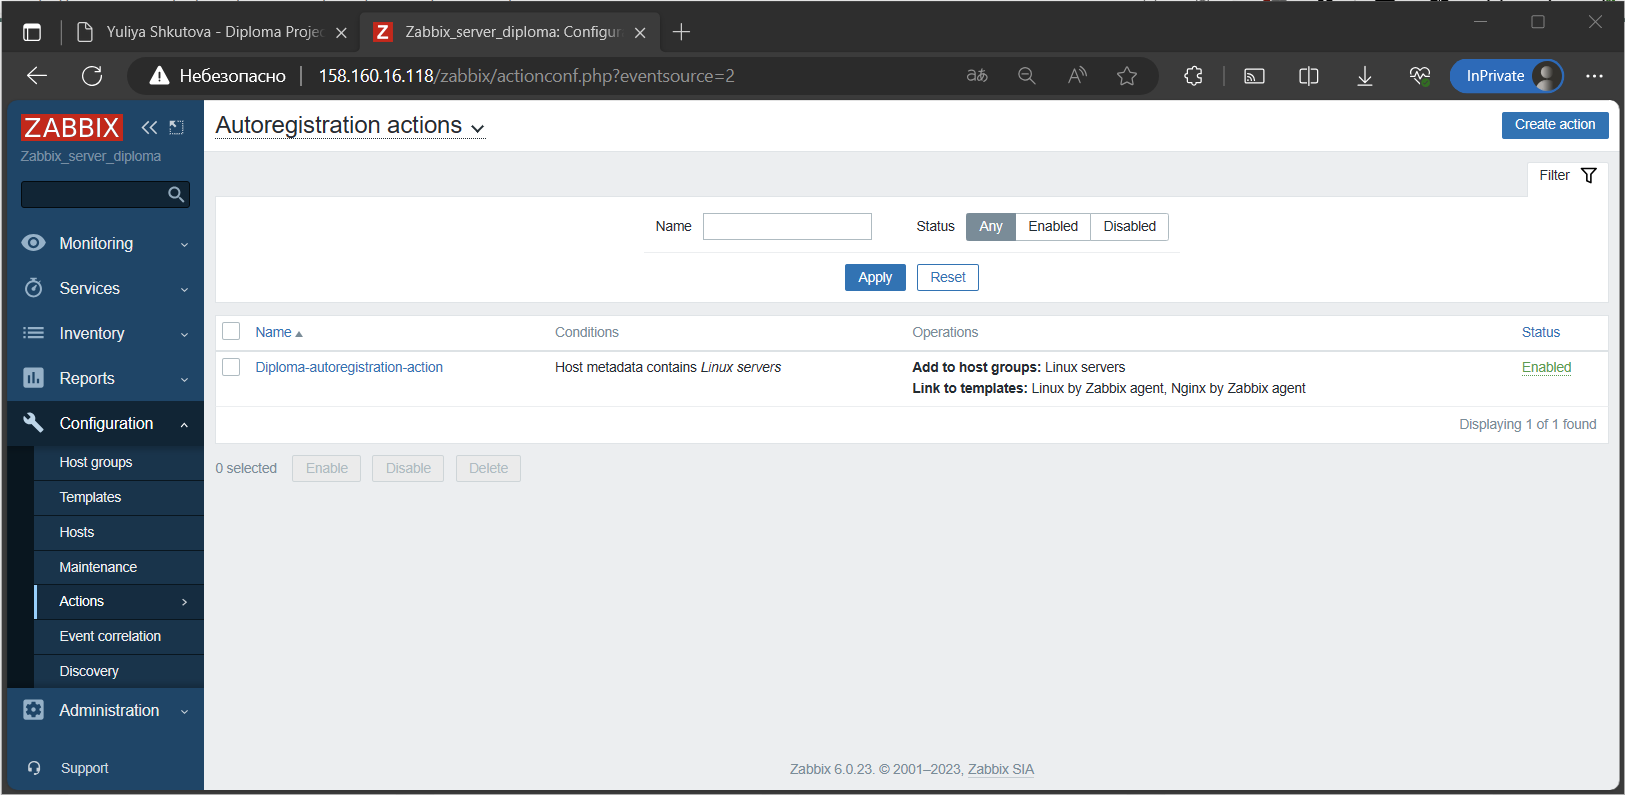 Yuliya Shkutova - Diploma Projec
Zabbix_server_diploma: Configur
Небезопасно
158.160.16.118/zabbix/actionconf.php?eventsource=2
InPrivate
ZABBIX
Zabbix_server_diploma
Monitoring
Services
Inventory
Reports
Configuration
Host groups
Templates
Hosts
Maintenance
Actions
Event correlation
Discovery
Administration
Support
Autoregistration actions
Create action
Filter
Name
Status Any Enabled Disabled
Apply Reset
Name Conditions Operations Status
Diploma-autoregistration-action Host metadata contains Linux servers Add to host groups: Linux servers Enabled
Link to templates: Linux by Zabbix agent, Nginx by Zabbix agent
Displaying 1 of 1 found
0 selected Enable Disable Delete
Zabbix 6.0.23. © 2001–2023, Zabbix SIA